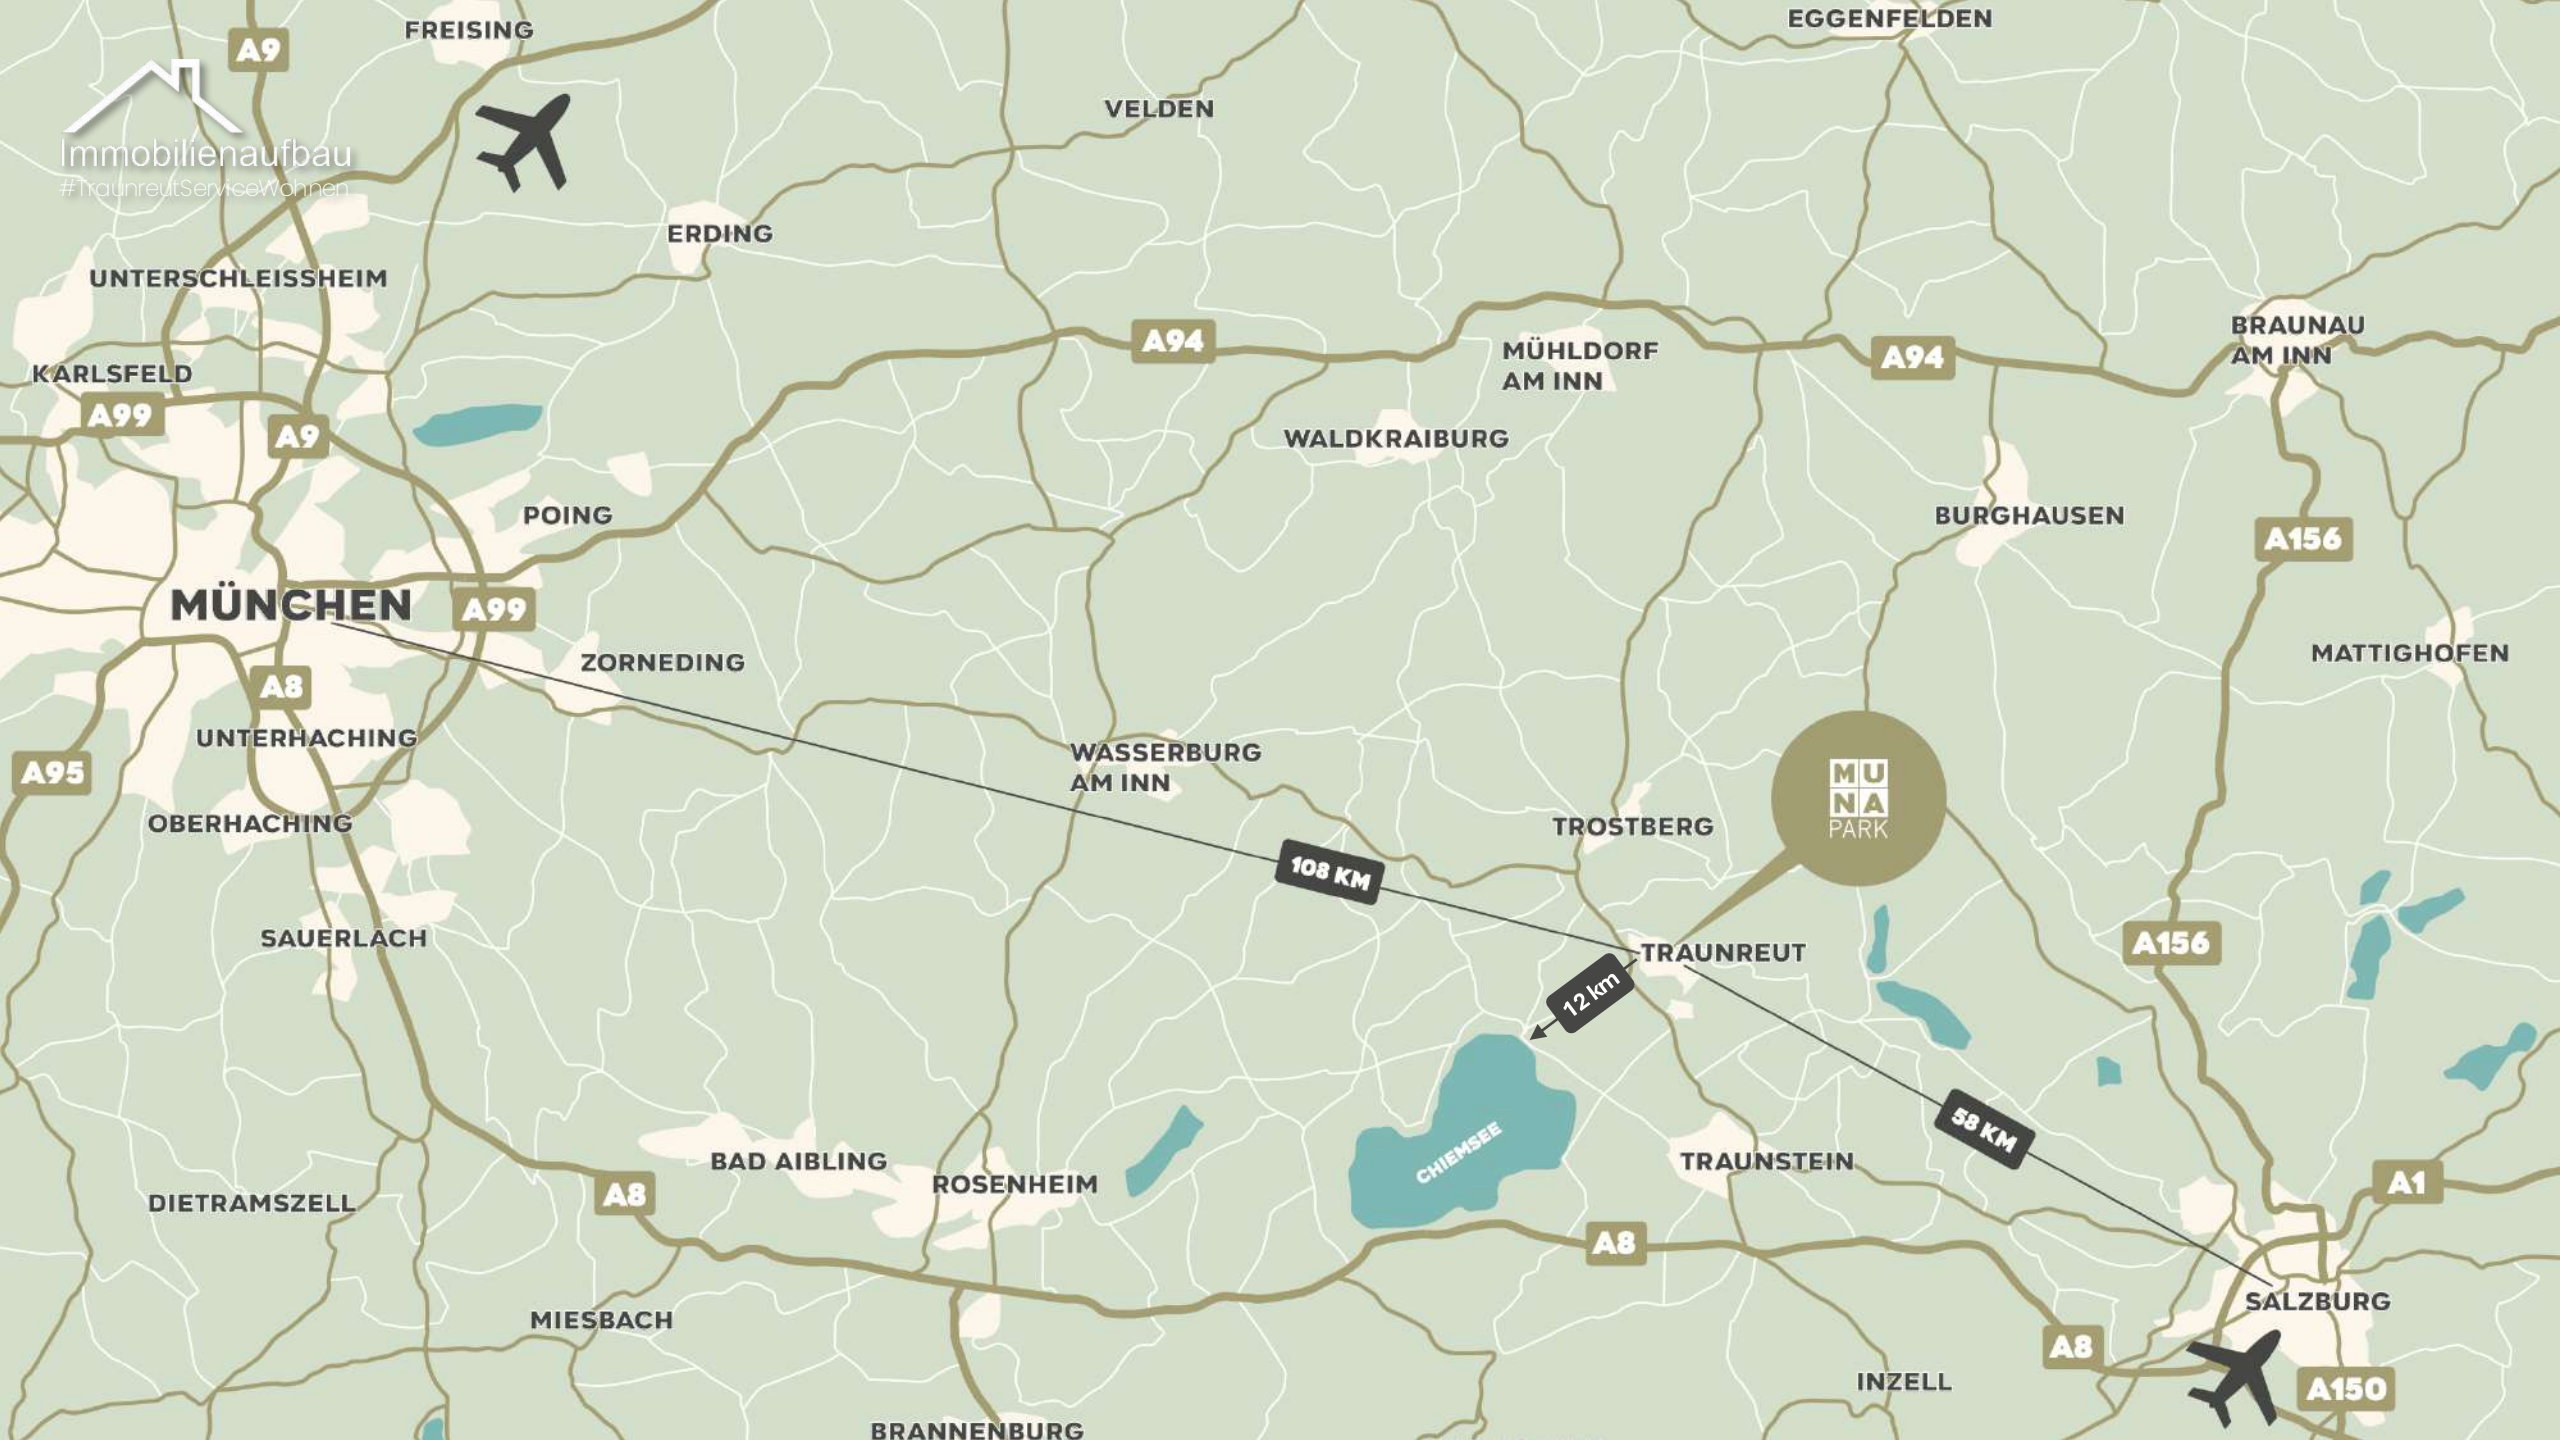 FREISING
EGGENFELDEN
A9
Immobilienaufbau
#TraunreutServiceWohnen
VELDEN
ERDING
UNTERSCHLEISSHEIM
A94
MÜHLDORF
AM INN
A94
BRAUNAU
AM INN
KARLSFELD
A99
A9
WALDKRAIBURG
POING
BURGHAUSEN
A156
MÜNCHEN
A99
ZORNEDING
MATTIGHOFEN
A8
UNTERHACHING
A95
WASSERBURG
AM INN
MU
NA
PARK
OBERHACHING
TROSTBERG
108 KM
SAUERLACH
TRAUNREUT
A156
12 km
58 KM
CHIEMSEE
BAD AIBLING
TRAUNSTEIN
ROSENHEIM
A1
DIETRAMSZELL
A8
A8
SALZBURG
MIESBACH
A8
INZELL
A150
BRANNENBURG